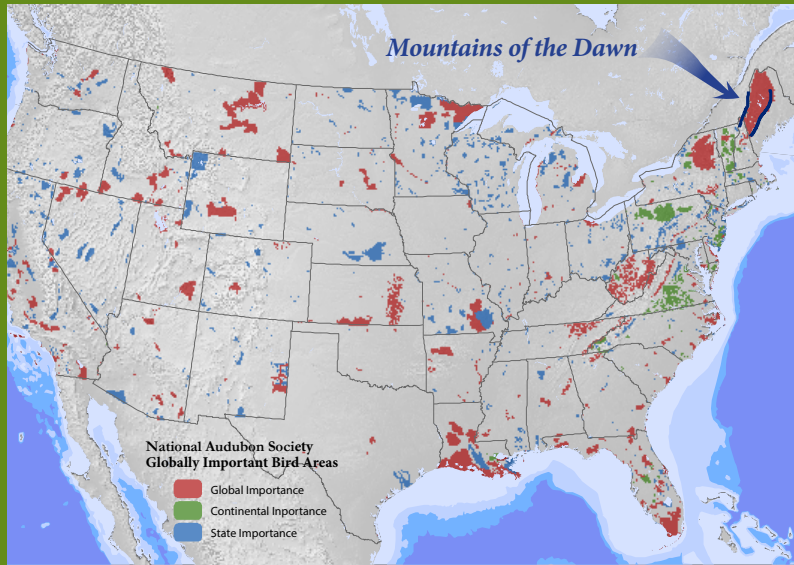 Mountains of the Dawn
National Audubon Society
Globally Important Bird Areas
Global Importance
Continental Inportance
State Importance